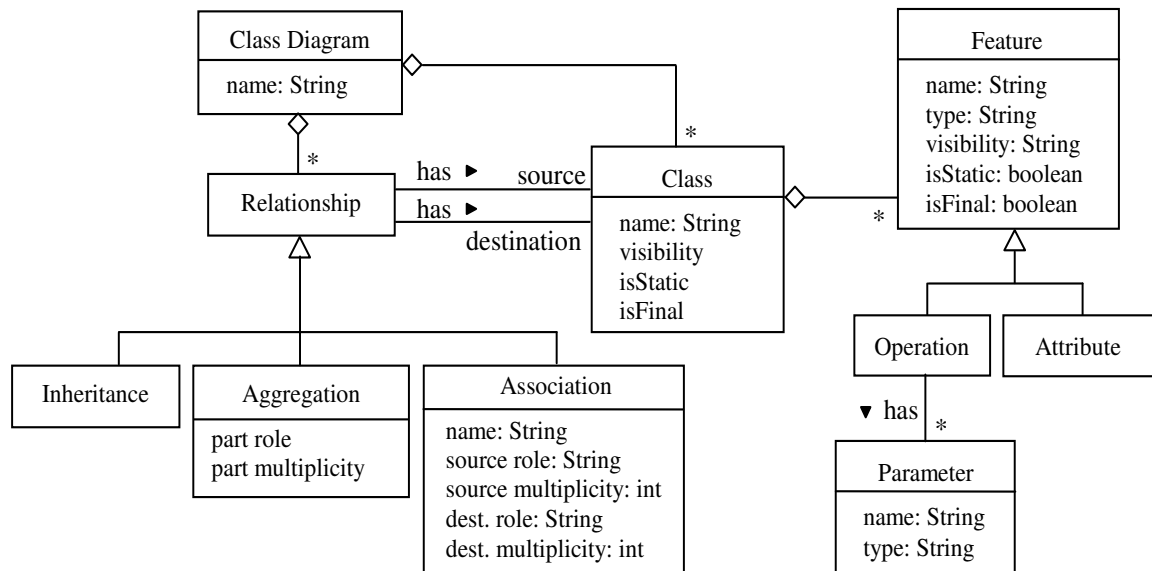 Class Diagram
name: String
Feature
name: String
type: String
visibility: String
isStatic: boolean
isFinal: boolean
*
*
*
Relationship
has ►
source
has ►
destination
Class
name: String
visibility
isStatic
isFinal
Inheritance
Aggregation
part role
part multiplicity
Association
name: String
source role: String
source multiplicity: int
dest. role: String
dest. multiplicity: int
Operation
Attribute
▼ has
*
Parameter
name: String
type: String